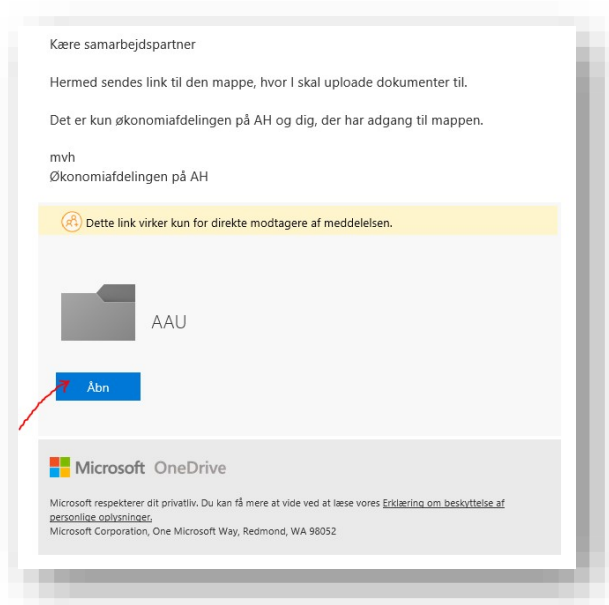 Kære samarbejdspartner
Hermed sendes link til den mappe, hvor I skal uploade dokumenter til.
Det er kun økonomiafdelingen på AH og dig, der har adgang til mappen.
mvh
Økonomiafdelingen på AH
Dette link virker kun for direkte modtagere af meddelelsen.
AAU
Åbn
Microsoft OneDrive
Microsoft respekterer dit privatliv. Du kan få mere at vide ved at læse vores Erklæring om beskyttelse af
personlige oplysninger.
Microsoft Corporation, One Microsoft Way, Redmond, WA 98052